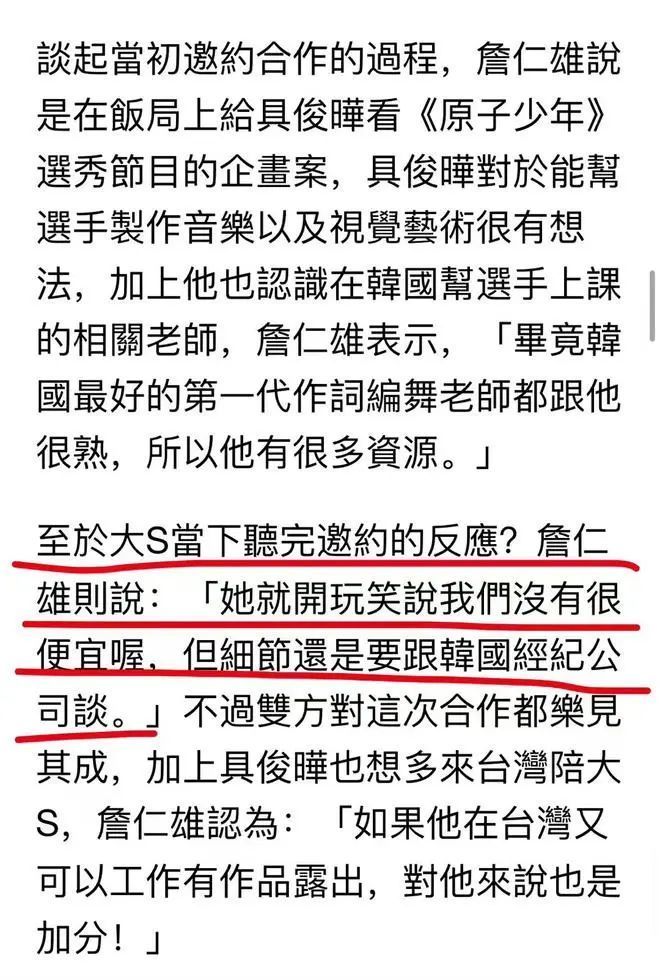 談起當初邀約合作的過程，詹仁雄說
是在飯局上給具俊曄看《原子少年》
選秀節目的企畫案，具俊曄對於能幫
選手製作音樂以及視覺藝術很有想
法，加上他也認識在韓國幫選手上課
的相關老師，詹仁雄表示，「畢竟韓
國最好的第一代作詞編舞老師都跟他
很熟，所以他有很多資源。」
至於大S當下聽完邀約的反應？詹仁
雄則說：「她就開玩笑說我們沒有很
便宜喔，但細節還是要跟韓國經紀公
司談。」不過雙方對這次合作都樂見
其成，加上具俊曄也想多來台灣陪大
S，詹仁雄認為：「如果他在台灣又
可以工作有作品露出，對他來說也是
加分！」